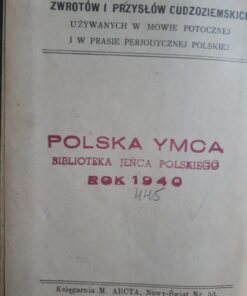 ZWROTÓW I PRZYSŁÓW CUDZOZIEMSKICH
UŻYWANYCH W MOWIE POTOCZNEJ
I W PRASIE PERJODYCZNEJ POLSKIEJ
POLSKA YMCA
BIBLIOTEKA JEŃCA POLSKIEGO
ROK 1940
445
Księgarnia M. ARCTA, Nowy-Świat Nr. 53.